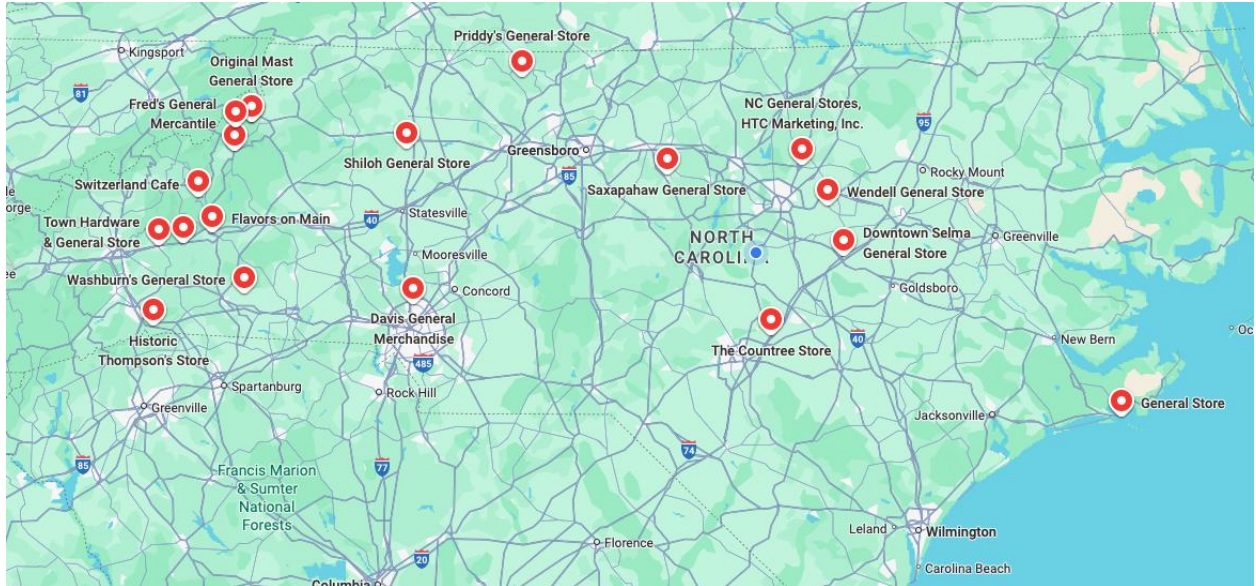 Kingsport
Priddy's General Store
Original Mast
General Store
81
Fred's General
Mercantile
NC General Stores,
HTC Marketing, Inc.
95
Shiloh General Store
Greensboro
85
Saxapahaw General Store
Rocky Mount
Switzerland Cafe
Wendell General Store
Town Hardware
& General Store
Flavors on Main
40
Statesville
NORTH
Downtown Selma
General Store
Greenville
Mooresville
Washburn's General Store
Concord
Goldsboro
Historic
Thompson's Store
Davis General
Merchandise
The Countree Store
40
New Bern
485
Spartanburg
Rock Hill
Greenville
Jacksonville
General Store
74
85
77
Francis Marion
& Sumter
National
Forests
Leland
Wilmington
Florence
20
Carolina Beach
Columbia